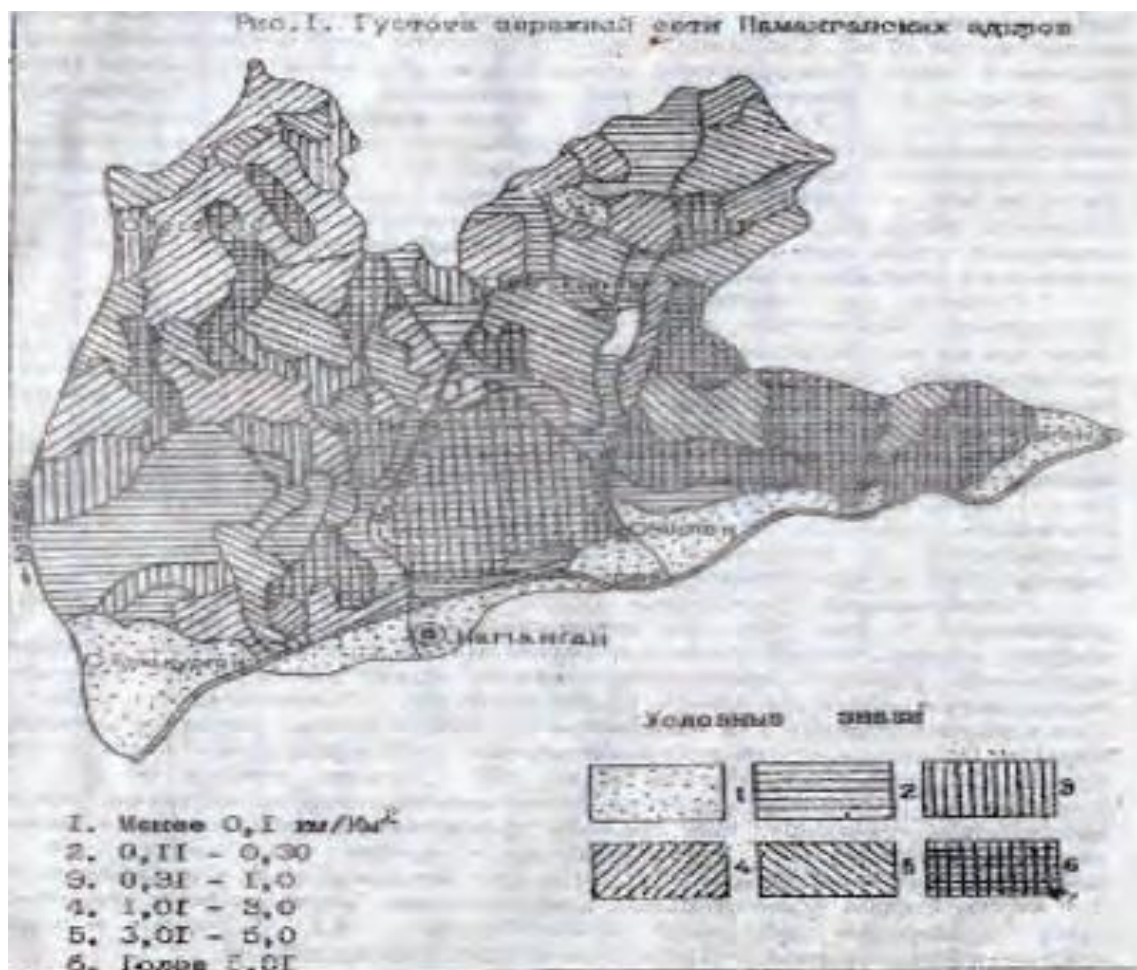 Рис.I. Густота овражной сети Наманганских адыров
Наманган
Условные знаки
1 2 3
4 5 6
I. Менее 0,I км/км²
2. 0,II - 0,30
3. 0,3I - I,0
4. I,0I - 3,0
5. 3,0I - 5,0
6. Более 5,0I